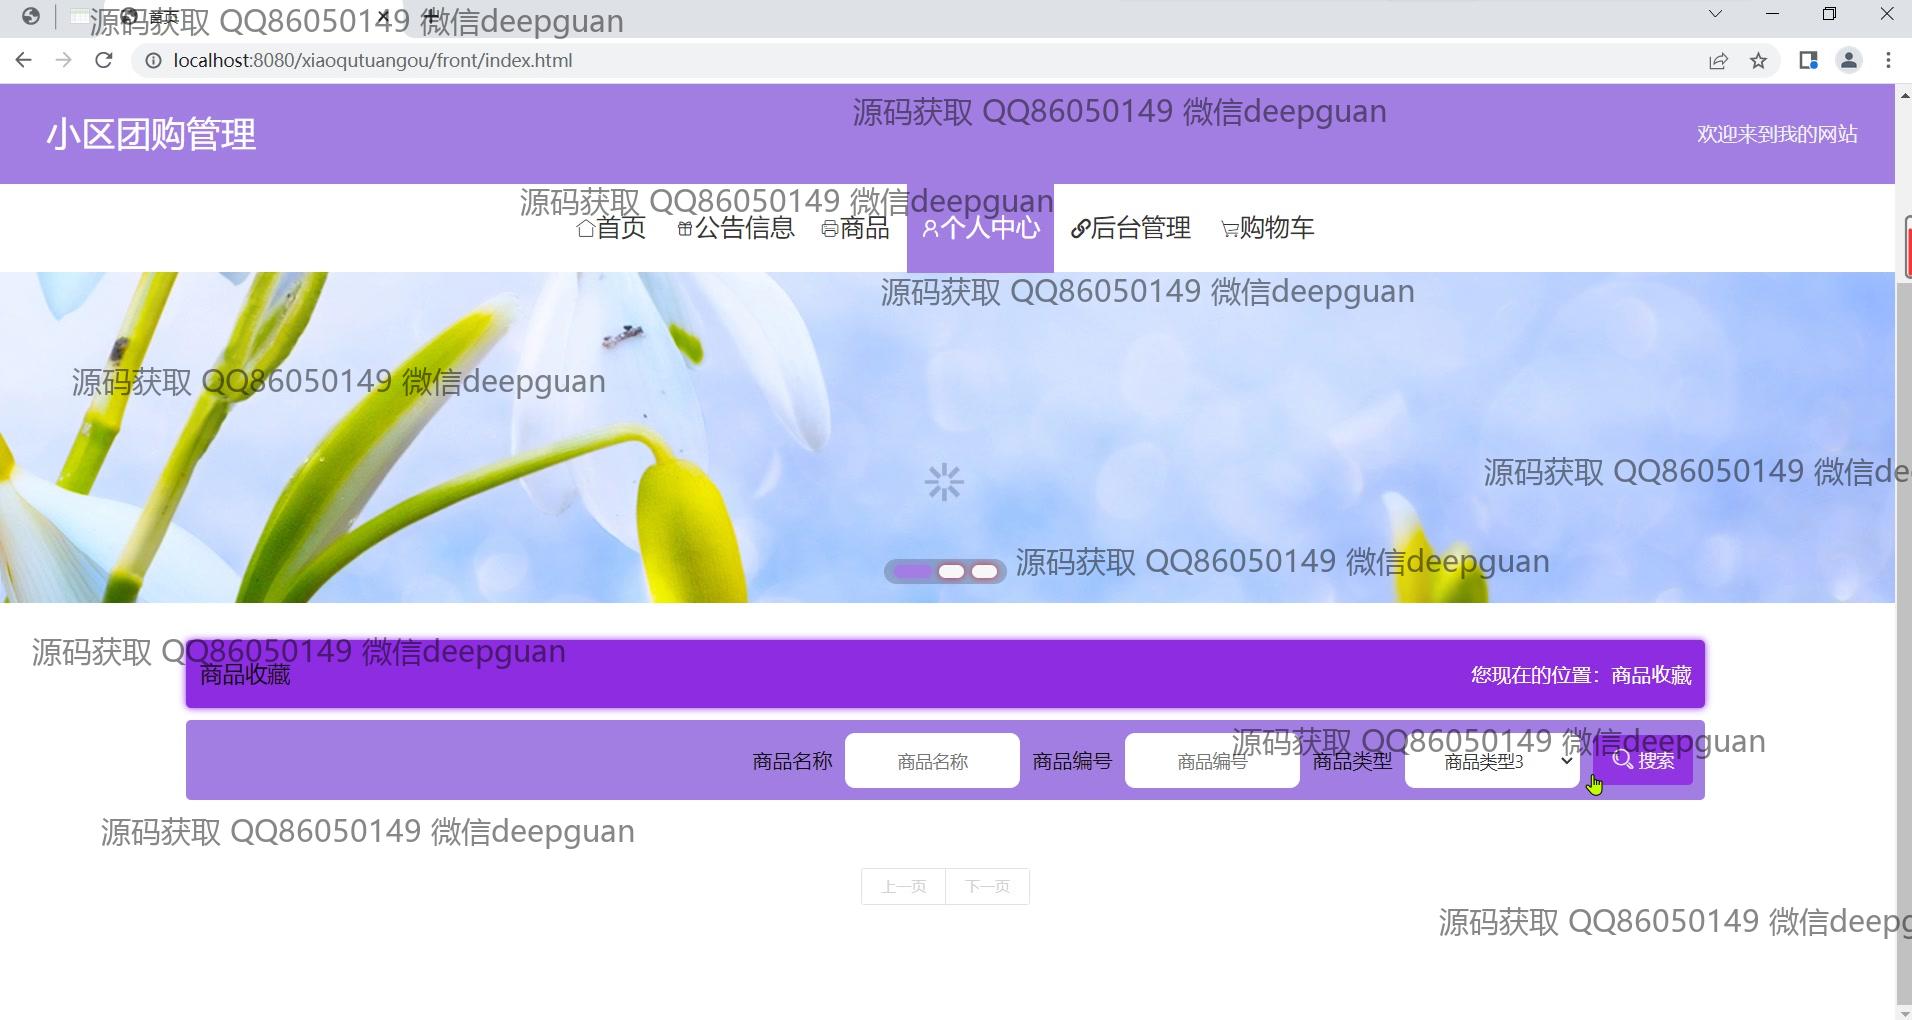 首页
源码获取 QQ86050149 微信deepguan
localhost:8080/xiaoqutuangou/front/index.html
源码获取 QQ86050149 微信deepguan
小区团购管理
欢迎来到我的网站
源码获取 QQ86050149 微信deepguan
首页 公告信息 商品 个人中心 后台管理 购物车
源码获取 QQ86050149 微信deepguan
源码获取 QQ86050149 微信deepguan
源码获取 QQ86050149 微信de
源码获取 QQ86050149 微信deepguan
源码获取 QQ86050149 微信deepguan
商品收藏
您现在的位置：商品收藏
源码获取 QQ86050149 微信deepguan
商品名称 商品名称 商品编号 商品编号 商品类型 商品类型3 搜索
源码获取 QQ86050149 微信deepguan
上一页 下一页
源码获取 QQ86050149 微信deepg